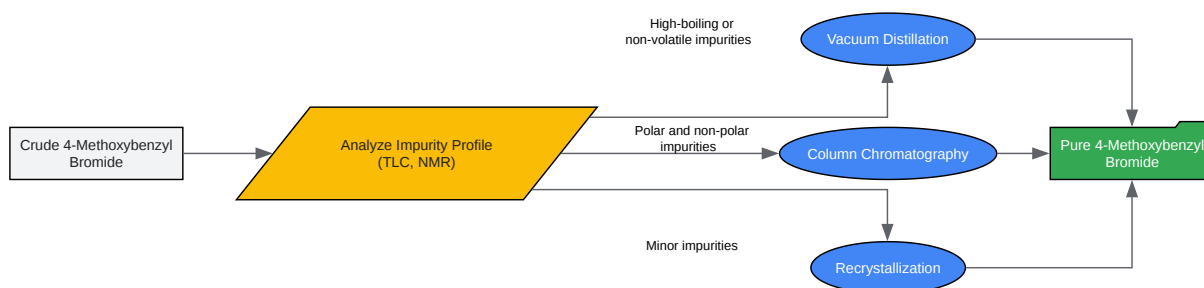 High-boiling or
non-volatile impurities
Vacuum Distillation
Crude 4-Methoxybenzyl
Bromide
Analyze Impurity Profile
(TLC, NMR)
Polar and non-polar
impurities
Column Chromatography
Pure 4-Methoxybenzyl
Bromide
Minor impurities
Recrystallization